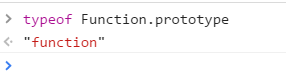 > typeof Function.prototype
<· "function"
>